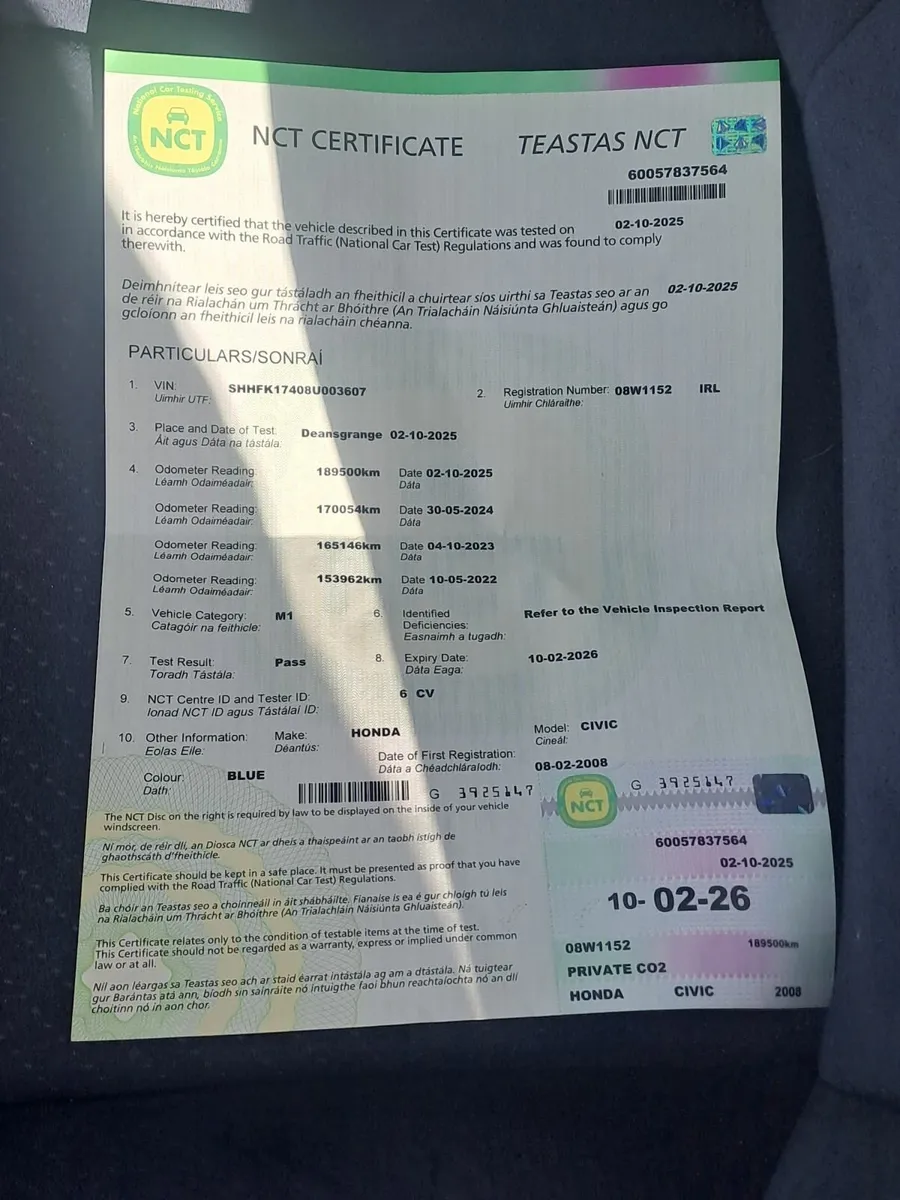 National Car Testing Service
NCT
NCT CERTIFICATE
TEASTAS NCT
60057837564
It is hereby certified that the vehicle described in this Certificate was tested on 02-10-2025
in accordance with the Road Traffic (National Car Test) Regulations and was found to comply
therewith.
Deimhnítear leis seo gur tástáladh an fheithicil a chuirtear síos uirthi sa Teastas seo ar an 02-10-2025
de réir na Rialachán um Thrácht ar Bhóithre (An Trialacháin Náisiúnta Ghluaisteán) agus go
gcloíonn an fheithicil leis na rialacháin chéanna.
PARTICULARS/SONRAÍ
1. VIN: SHHFK17408U003607
Uimhir UTF:
2. Registration Number: 08W1152 IRL
Uimhir Chláraithe:
3. Place and Date of Test: Deansgrange 02-10-2025
Áit agus Dáta na tástála:
4. Odometer Reading: 189500km Date 02-10-2025
Léamh Odaiméadair: Dáta
Odometer Reading: 170054km Date 30-05-2024
Léamh Odaiméadair: Dáta
Odometer Reading: 165146km Date 04-10-2023
Léamh Odaiméadair: Dáta
Odometer Reading: 153962km Date 10-05-2022
Léamh Odaiméadair: Dáta
5. Vehicle Category: M1
Catagóir na feithicle:
6. Identified Refer to the Vehicle Inspection Report
Deficiencies:
Easnaimh a tugadh:
7. Test Result: Pass
Toradh Tástála:
8. Expiry Date: 10-02-2026
Dáta Eaga:
9. NCT Centre ID and Tester ID: 6 CV
Ionad NCT ID agus Tástálaí ID:
10. Other Information: Make: HONDA Model: CIVIC
Eolas Eile: Déantús: Cineál:
Date of First Registration: 08-02-2008
Dáta a Chéadchláraíodh:
Colour: BLUE
Dath:
G 3925147
The NCT Disc on the right is required by law to be displayed on the inside of your vehicle
windscreen.
Ní mór, de réir dlí, an Diosca NCT ar dheis a thaispeáint ar an taobh istigh de
ghaothscáth d'fheithicle.
This Certificate should be kept in a safe place. It must be presented as proof that you have
complied with the Road Traffic (National Car Test) Regulations.
Ba chóir an Teastas seo a choinneáil in áit shábháilte. Fianaise is ea é gur chloígh tú leis
na Rialacháin um Thrácht ar Bhóithre (An Trialacháin Náisiúnta Ghluaisteán).
This Certificate relates only to the condition of testable items at the time of test.
This Certificate should not be regarded as a warranty, express or implied under common
law or at all.
Níl aon léargas sa Teastas seo ach ar staid éarrat intástála ag am a dtástála. Ná tuigtear
gur Barántas atá ann, bíodh sin sainráite nó intuigthe faoi bhun reachtaíochta nó an dlí
choitinn nó in aon chor.
NCT
G 3925147
60057837564
02-10-2025
10- 02-26
08W1152 189500km
PRIVATE CO2
HONDA CIVIC 2008